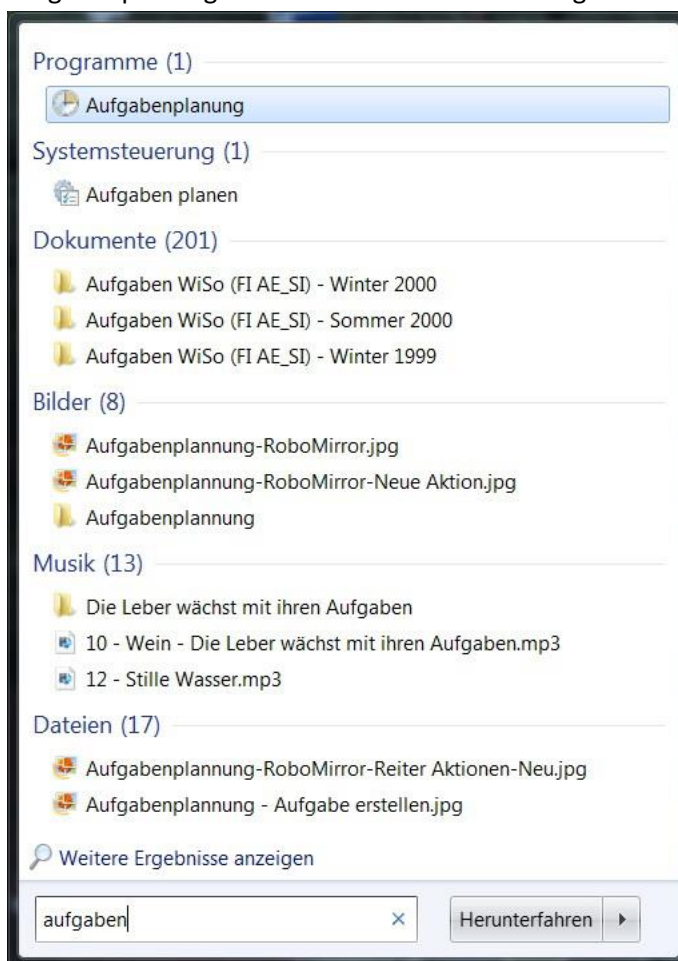 Programme (1)
Aufgabenplanung
Systemsteuerung (1)
Aufgaben planen
Dokumente (201)
Aufgaben WiSo (FI AE_SI) - Winter 2000
Aufgaben WiSo (FI AE_SI) - Sommer 2000
Aufgaben WiSo (FI AE_SI) - Winter 1999
Bilder (8)
Aufgabenplannung-RoboMirror.jpg
Aufgabenplannung-RoboMirror-Neue Aktion.jpg
Aufgabenplannung
Musik (13)
Die Leber wächst mit ihren Aufgaben
10 - Wein - Die Leber wächst mit ihren Aufgaben.mp3
12 - Stille Wasser.mp3
Dateien (17)
Aufgabenplannung-RoboMirror-Reiter Aktionen-Neu.jpg
Aufgabenplannung - Aufgabe erstellen.jpg
Weitere Ergebnisse anzeigen
aufgaben
Herunterfahren